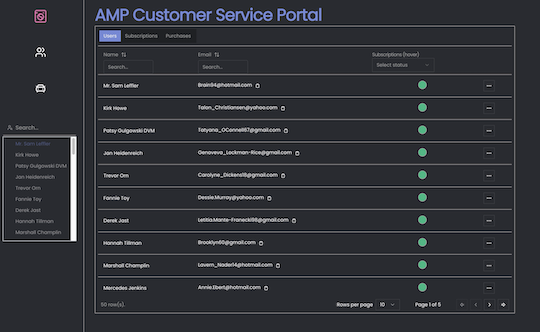 AMP Customer Service Portal
Users Subscriptions Purchases
Name Email Subscriptions (hover)
Search... Search... Select status
Mr. Sam Leffler Brain94@hotmail.com
Kirk Howe Talon_Christiansen@yahoo.com
Patsy Gulgowski DVM Tatyana_OConnell67@gmail.com
Jan Heidenreich Genoveva_Lockman-Rice@gmail.com
Trevor Orn Carolyne_Dickens16@gmail.com
Fannie Toy Dessie.Murray@yahoo.com
Derek Jast Letitia.Mante-Franecki98@gmail.com
Hannah Tillman Brooklyn60@gmail.com
Marshall Champlin Lavern_Nader14@hotmail.com
Mercedes Jenkins Annie.Ebert@hotmail.com
50 row(s). Rows per page 10 Page 1 of 5
Search...
Mr. Sam Leffler
Kirk Howe
Patsy Gulgowski DVM
Jan Heidenreich
Trevor Orn
Fannie Toy
Derek Jast
Hannah Tillman
Marshall Champlin